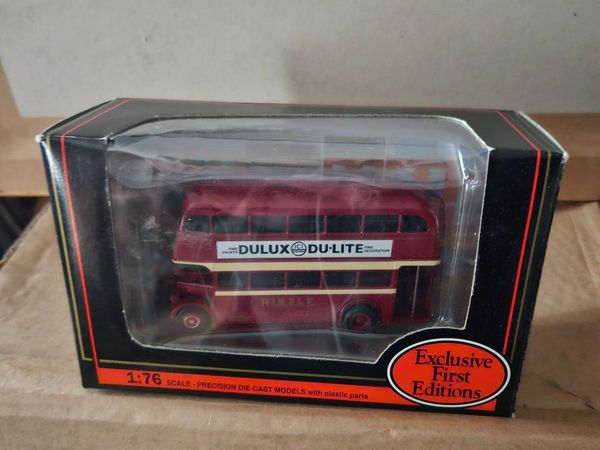 FINE PAINTS DULUX ICI DU-LITE FINE DECORATION
RIBBLE
1:76 SCALE - PRECISION DIE-CAST MODELS with plastic parts
Exclusive
First
Editions